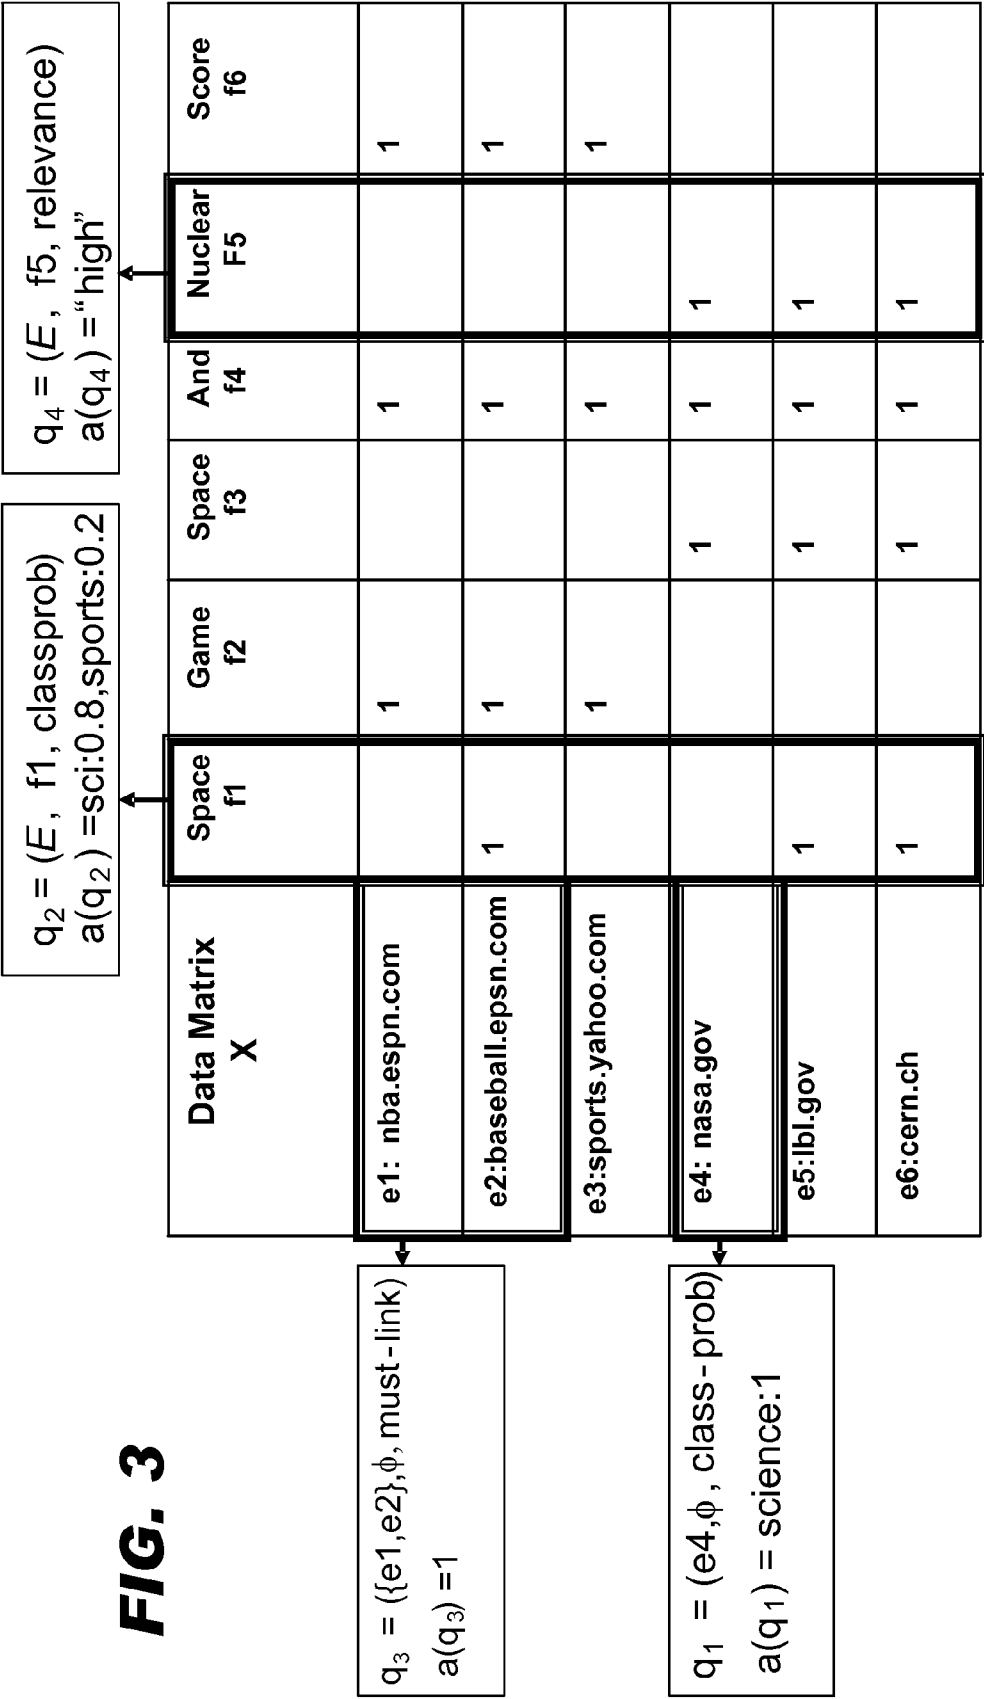 FIG. 3
q2 = (E, f1, classprob)
a(q2) =sci:0.8,sports:0.2
q4 = (E, f5, relevance)
a(q4) =“high”
q3 = ({e1,e2},ϕ, must-link)
a(q3) =1
q1 = (e4,ϕ, class-prob)
a(q1) = science:1
Data Matrix X Space f1 Game f2 Space f3 And f4 Nuclear F5 Score f6
e1: nba.espn.com 1 1 1
e2:baseball.epsn.com 1 1 1 1
e3:sports.yahoo.com 1 1 1
e4: nasa.gov 1 1 1
e5:lbl.gov 1 1 1 1
e6:cern.ch 1 1 1 1